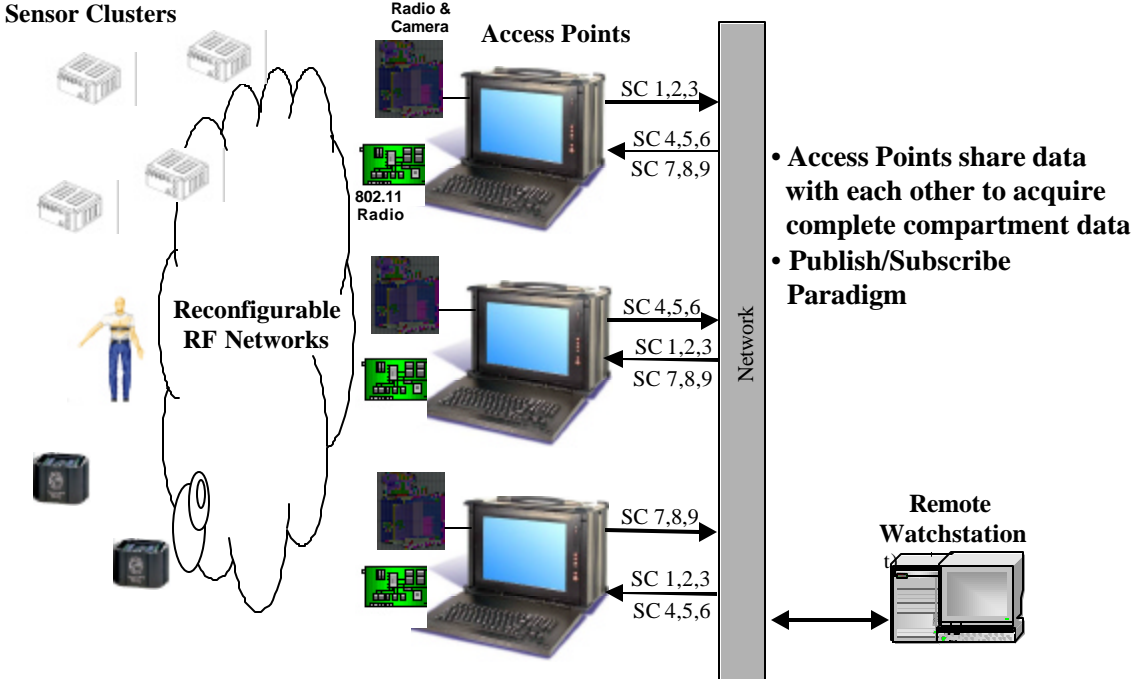 Sensor Clusters
Radio &
Camera
Access Points
SC 1,2,3
SC 4,5,6
SC 7,8,9
802.11
Radio
• Access Points share data
with each other to acquire
complete compartment data
• Publish/Subscribe
Paradigm
Reconfigurable
RF Networks
SC 4,5,6
SC 1,2,3
SC 7,8,9
Network
SC 7,8,9
SC 1,2,3
SC 4,5,6
Remote
Watchstation
t)